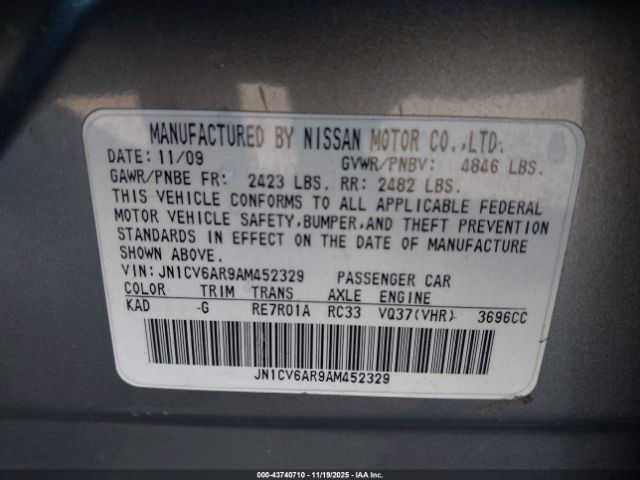 MANUFACTURED BY NISSAN MOTOR CO.,LTD.
DATE: 11/09 GVWR/PNBV: 4846 LBS.
GAWR/PNBE FR: 2423 LBS. RR: 2482 LBS.
THIS VEHICLE CONFORMS TO ALL APPLICABLE FEDERAL
MOTOR VEHICLE SAFETY,BUMPER,AND THEFT PREVENTION
STANDARDS IN EFFECT ON THE DATE OF MANUFACTURE
SHOWN ABOVE.
VIN: JN1CV6AR9AM452329 PASSENGER CAR
COLOR TRIM TRANS AXLE ENGINE
KAD -G RE7R01A RC33 VQ37(VHR) 3696CC
JN1CV6AR9AM452329
000-43740710 - 11/19/2025 - IAA Inc.